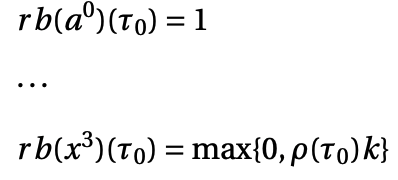 rb(a⁰)(τ₀) = 1
...
rb(x³)(τ₀) = max{0, ρ(τ₀)k}